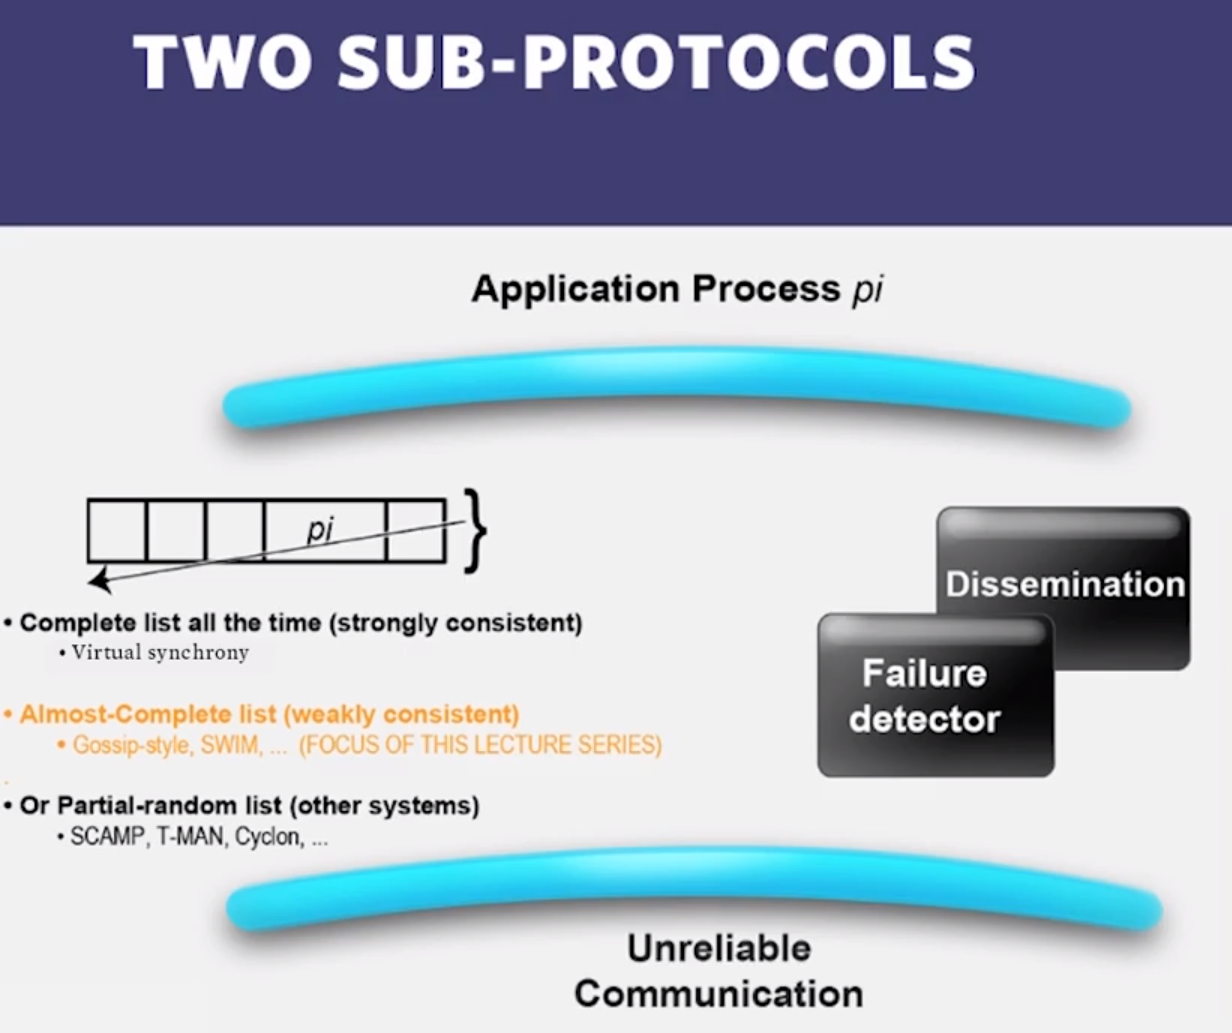 TWO SUB-PROTOCOLS
Application Process pi
pi
}
• Complete list all the time (strongly consistent)
• Virtual synchrony
• Almost-Complete list (weakly consistent)
• Gossip-style, SWIM, ... (FOCUS OF THIS LECTURE SERIES)
.
• Or Partial-random list (other systems)
• SCAMP, T-MAN, Cyclon, ...
Dissemination
Failure
detector
Unreliable
Communication